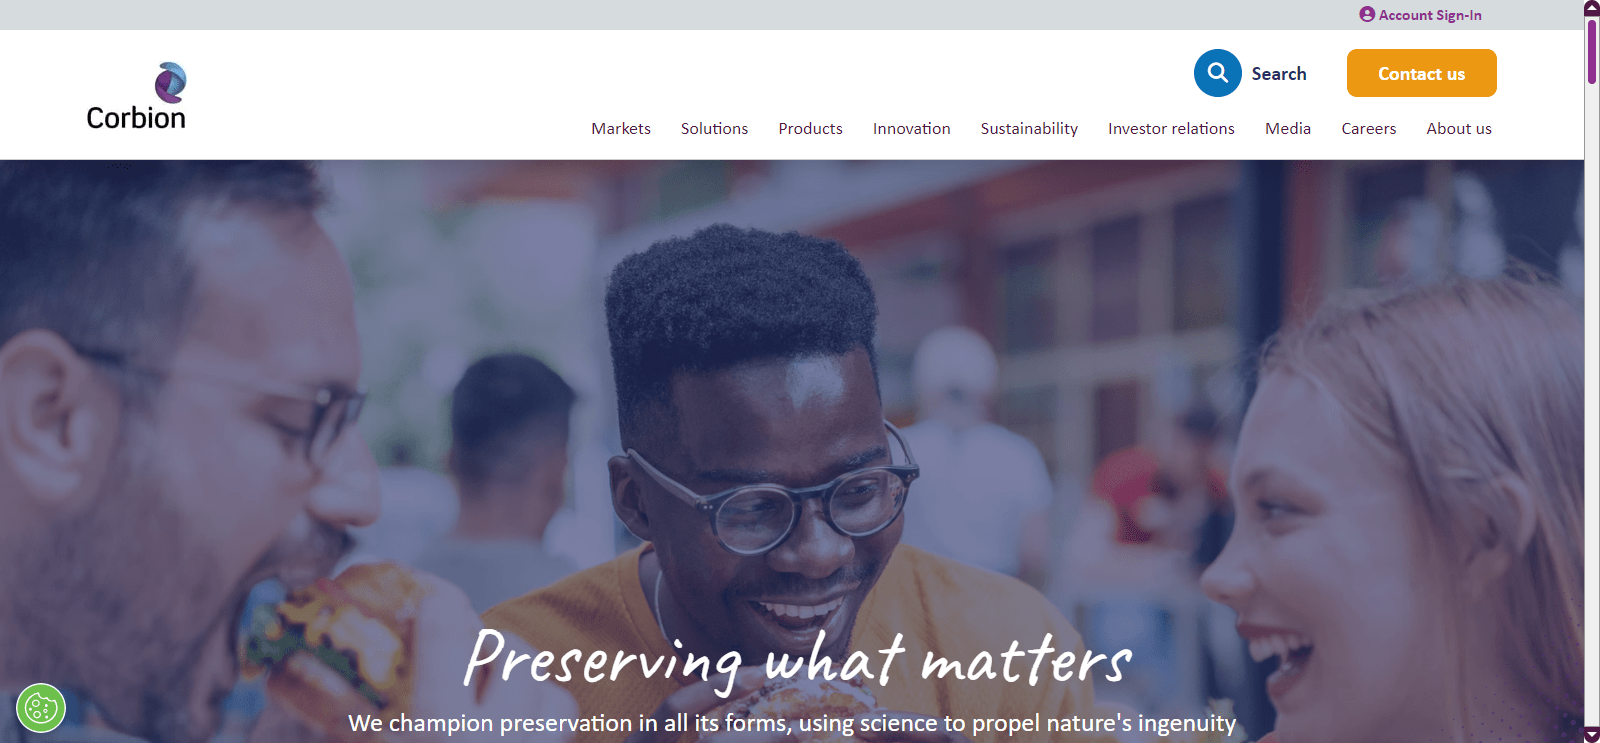 Account Sign-In
Corbion
Search
Contact us
Markets Solutions Products Innovation Sustainability Investor relations Media Careers About us
Preserving what matters
We champion preservation in all its forms, using science to propel nature's ingenuity